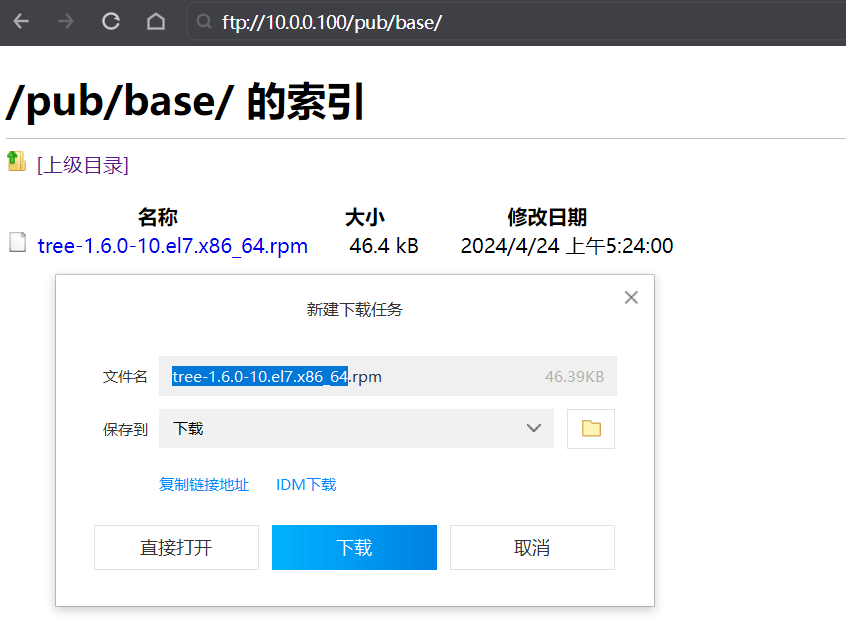 ftp://10.0.0.100/pub/base/
/pub/base/ 的索引
[上级目录]
名称 大小 修改日期
tree-1.6.0-10.el7.x86_64.rpm 46.4 kB 2024/4/24 上午5:24:00
新建下载任务
文件名 tree-1.6.0-10.el7.x86_64.rpm 46.39KB
保存到 下载
复制链接地址 IDM下载
直接打开 下载 取消